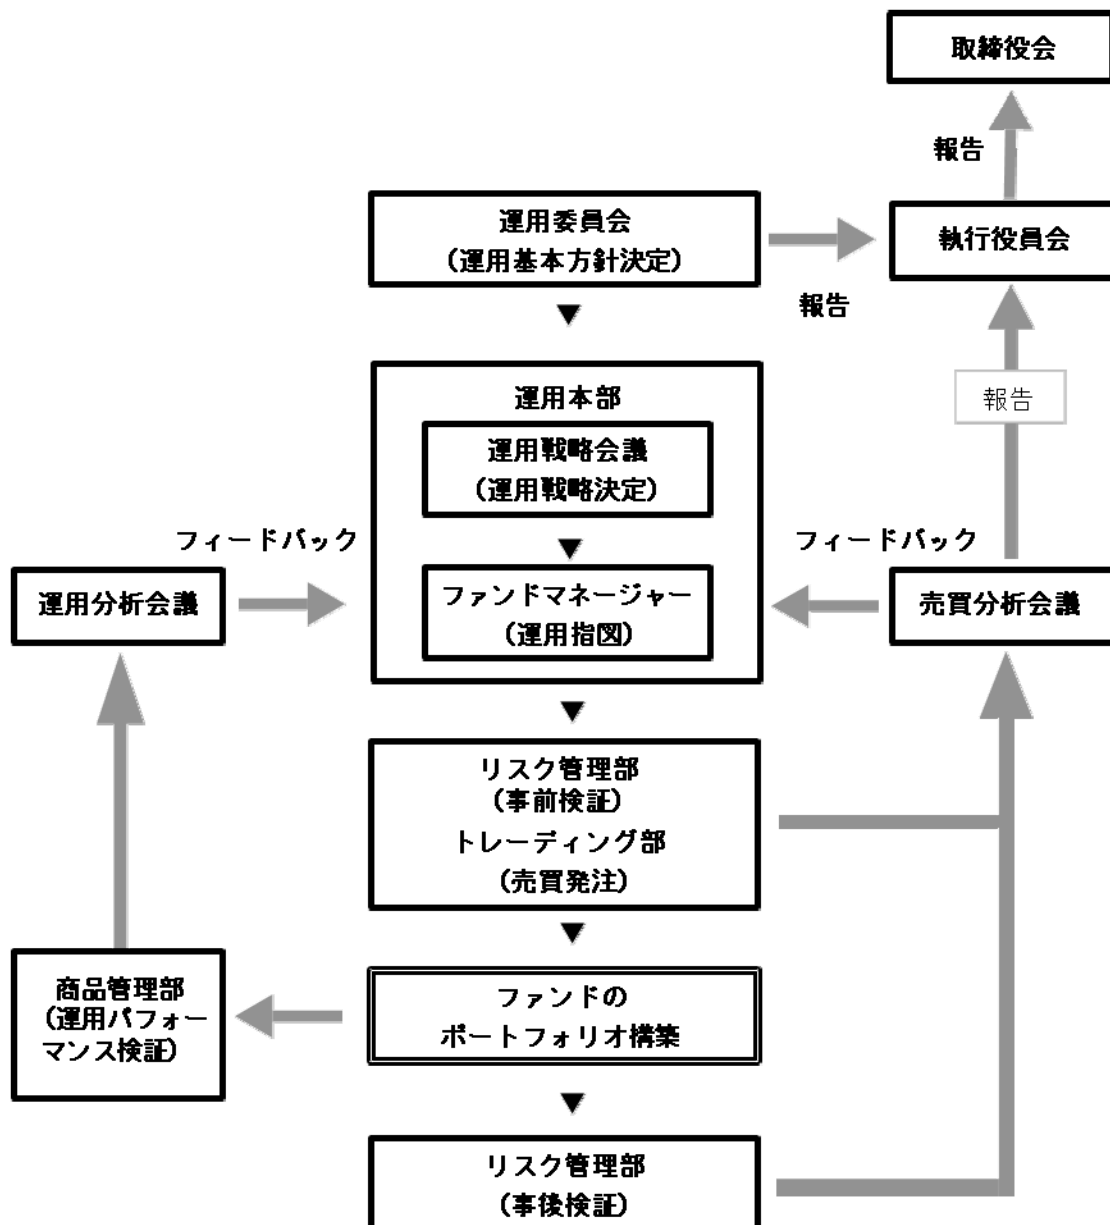 取締役会
報告
運用委員会
(運用基本方針決定)
執行役員会
報告
報告
運用本部
運用戦略会議
(運用戦略決定)
フィードバック
フィードバック
運用分析会議
ファンドマネージャー
(運用指図)
売買分析会議
リスク管理部
(事前検証)
トレーディング部
(売買発注)
商品管理部
(運用パフォー
マンス検証)
ファンドの
ポートフォリオ構築
リスク管理部
(事後検証)